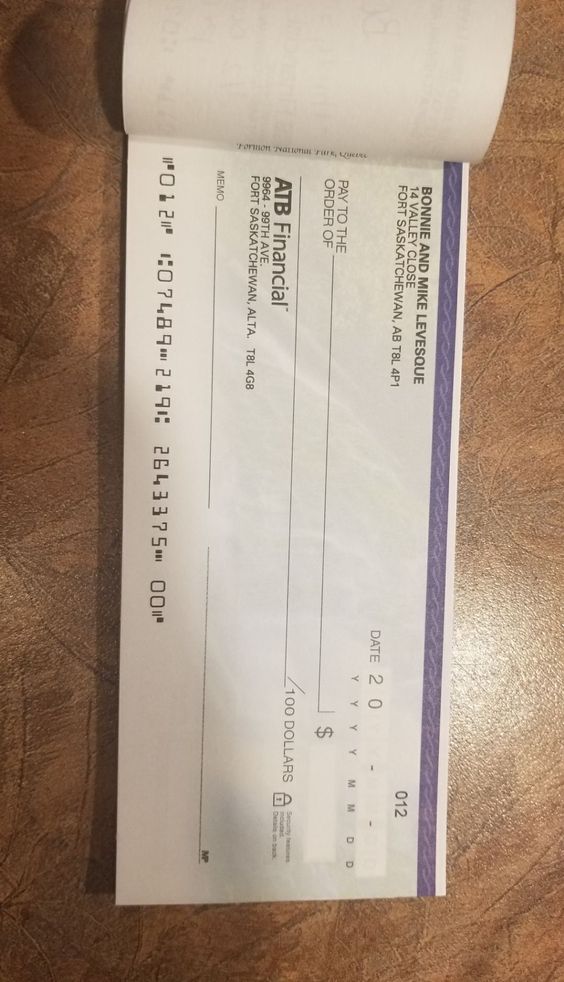 Forillon National Park, Quebec
BONNIE AND MIKE LEVESQUE
14 VALLEY CLOSE
FORT SASKATCHEWAN, AB T8L 4P1
012
DATE 2 0 - -
Y Y Y Y M M D D
PAY TO THE
ORDER OF $
/100 DOLLARS
Security features
included.
Details on back.
ATB Financial™
9964 - 99TH AVE.
FORT SASKATCHEWAN, ALTA. T8L 4G8
MEMO
MP
⑈012⑈ ⑆07489⑉219⑆ 2643375⑉00⑈